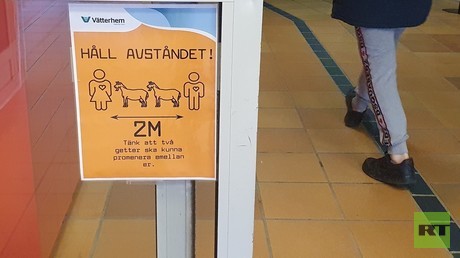 Vätterhem
HÅLL AVSTÅNDET!
2M
Tänk att två
getter ska kunna
promenera emellan
er.
RT